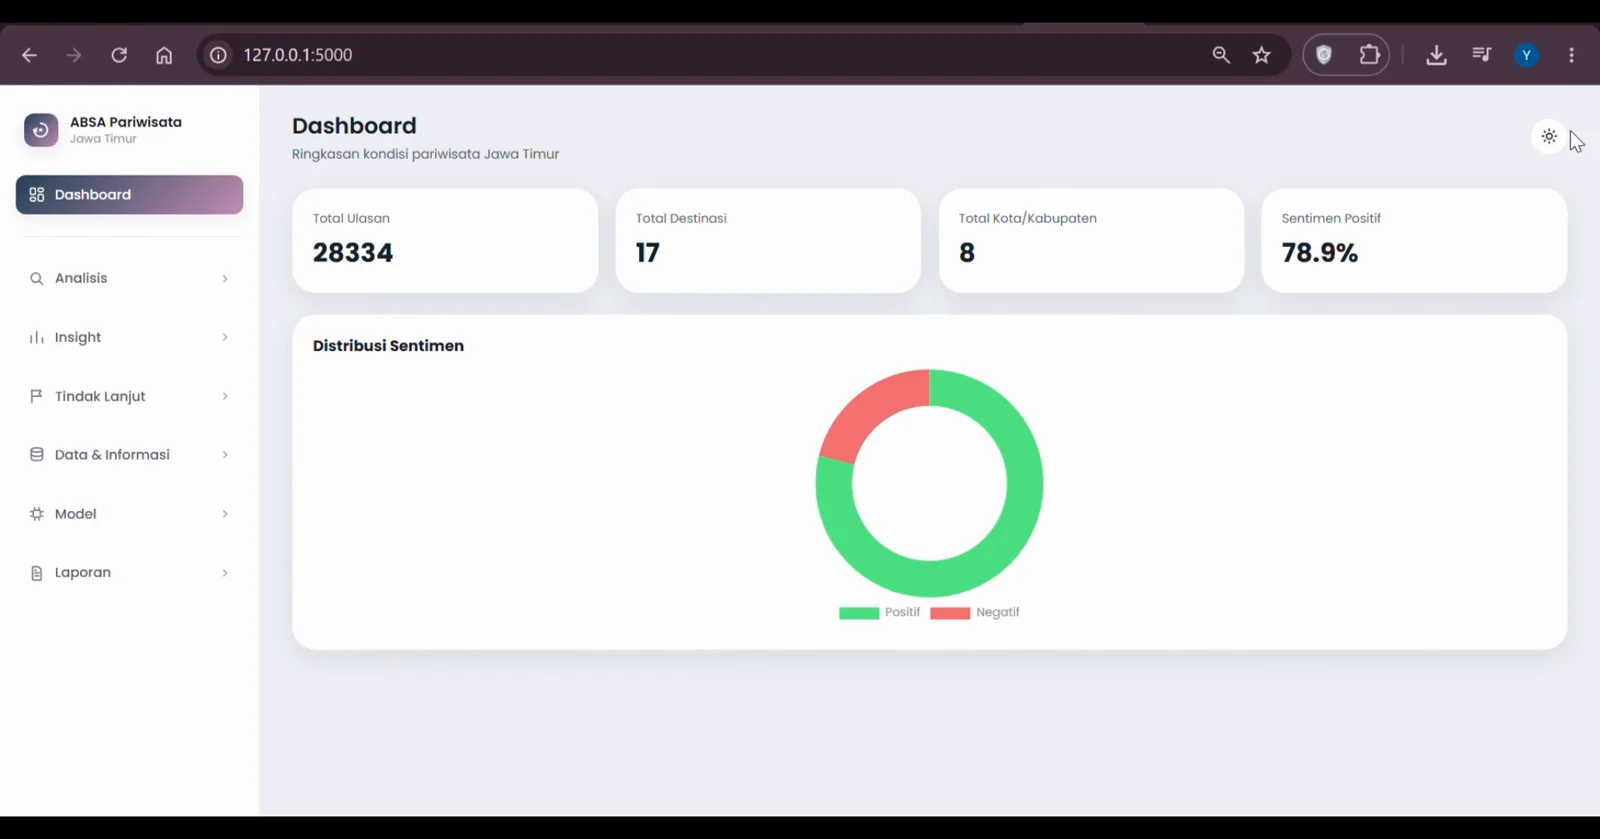 127.0.0.1:5000
Y
ABSA Pariwisata
Jawa Timur
Dashboard
Analisis
Insight
Tindak Lanjut
Data & Informasi
Model
Laporan
Dashboard
Ringkasan kondisi pariwisata Jawa Timur
Total Ulasan
28334
Total Destinasi
17
Total Kota/Kabupaten
8
Sentimen Positif
78.9%
Distribusi Sentimen
Positif Negatif